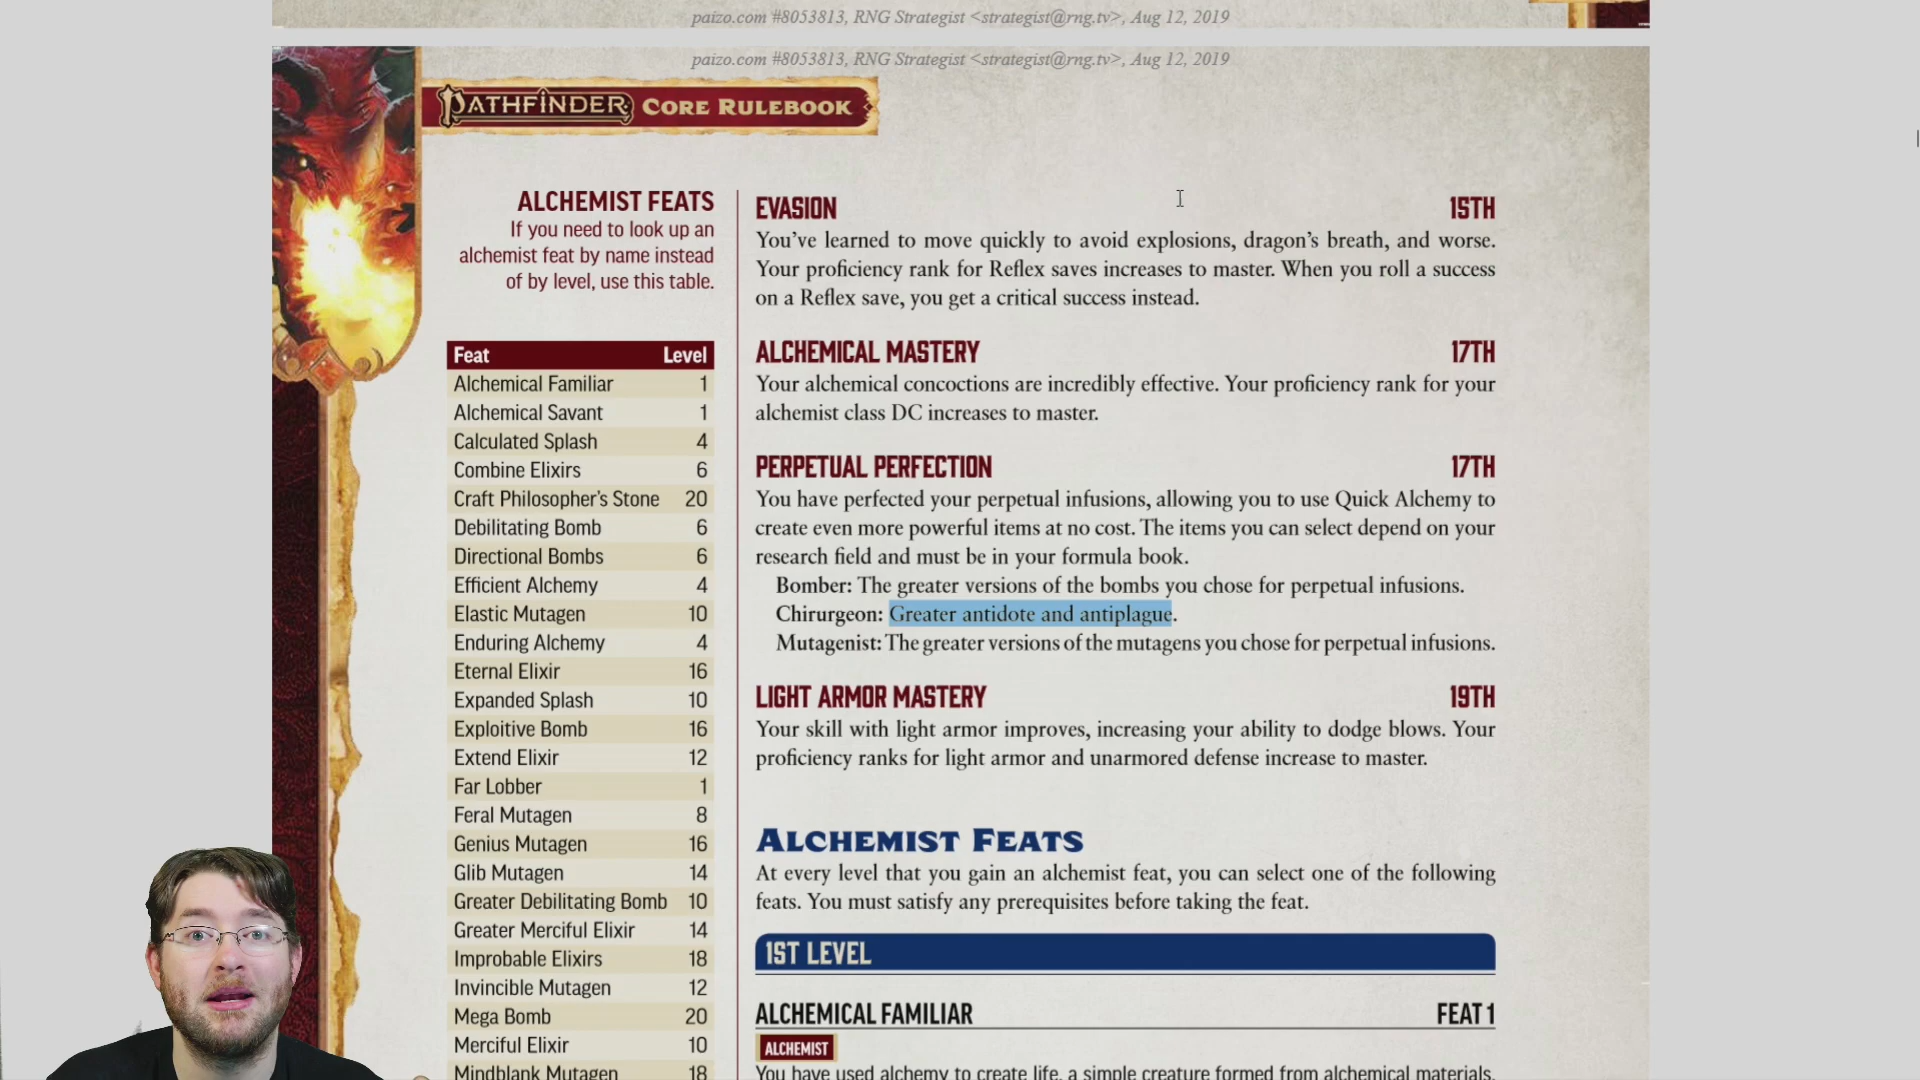 paizo.com #8053813, RNG Strategist <strategist@rng.tv>, Aug 12, 2019
paizo.com #8053813, RNG Strategist <strategist@rng.tv>, Aug 12, 2019
PATHFINDER CORE RULEBOOK
ALCHEMIST FEATS
If you need to look up an
alchemist feat by name instead
of by level, use this table.
Feat Level
Alchemical Familiar 1
Alchemical Savant 1
Calculated Splash 4
Combine Elixirs 6
Craft Philosopher's Stone 20
Debilitating Bomb 6
Directional Bombs 6
Efficient Alchemy 4
Elastic Mutagen 10
Enduring Alchemy 4
Eternal Elixir 16
Expanded Splash 10
Exploitive Bomb 16
Extend Elixir 12
Far Lobber 1
Feral Mutagen 8
Genius Mutagen 16
Glib Mutagen 14
Greater Debilitating Bomb 10
Greater Merciful Elixir 14
Improbable Elixirs 18
Invincible Mutagen 12
Mega Bomb 20
Merciful Elixir 10
Mindblank Mutagen 18
EVASION 15TH
You've learned to move quickly to avoid explosions, dragon's breath, and worse.
Your proficiency rank for Reflex saves increases to master. When you roll a success
on a Reflex save, you get a critical success instead.
ALCHEMICAL MASTERY 17TH
Your alchemical concoctions are incredibly effective. Your proficiency rank for your
alchemist class DC increases to master.
PERPETUAL PERFECTION 17TH
You have perfected your perpetual infusions, allowing you to use Quick Alchemy to
create even more powerful items at no cost. The items you can select depend on your
research field and must be in your formula book.
Bomber: The greater versions of the bombs you chose for perpetual infusions.
Chirurgeon: Greater antidote and antiplague.
Mutagenist: The greater versions of the mutagens you chose for perpetual infusions.
LIGHT ARMOR MASTERY 19TH
Your skill with light armor improves, increasing your ability to dodge blows. Your
proficiency ranks for light armor and unarmored defense increase to master.
ALCHEMIST FEATS
At every level that you gain an alchemist feat, you can select one of the following
feats. You must satisfy any prerequisites before taking the feat.
1ST LEVEL
ALCHEMICAL FAMILIAR FEAT 1
ALCHEMIST
You have used alchemy to create life, a simple creature formed from alchemical materials,